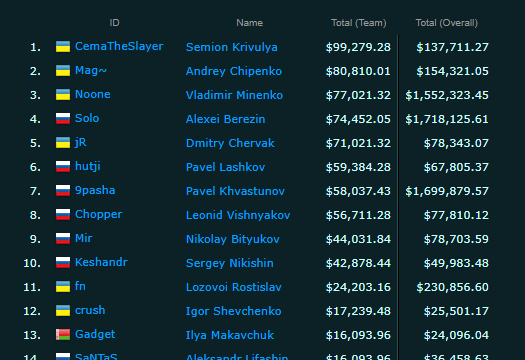 ID Name Total (Team) Total (Overall)
1. CemaTheSlayer Semion Krivulya $99,279.28 $137,711.27
2. Mag~ Andrey Chipenko $80,810.01 $154,321.05
3. Noone Vladimir Minenko $77,021.32 $1,552,323.45
4. Solo Alexei Berezin $74,452.05 $1,718,125.61
5. jR Dmitry Chervak $71,021.32 $78,343.07
6. hutji Pavel Lashkov $59,384.28 $67,805.37
7. 9pasha Pavel Khvastunov $58,037.43 $1,699,879.57
8. Chopper Leonid Vishnyakov $56,711.28 $77,810.12
9. Mir Nikolay Bityukov $44,031.84 $78,703.59
10. Keshandr Sergey Nikishin $42,878.44 $49,983.48
11. fn Lozovoi Rostislav $24,203.16 $230,856.60
12. crush Igor Shevchenko $17,239.48 $25,501.17
13. Gadget Ilya Makavchuk $16,093.96 $24,096.04
14. SaNTaS Aleksandr Lifashin $16,093.96 $36,458.63